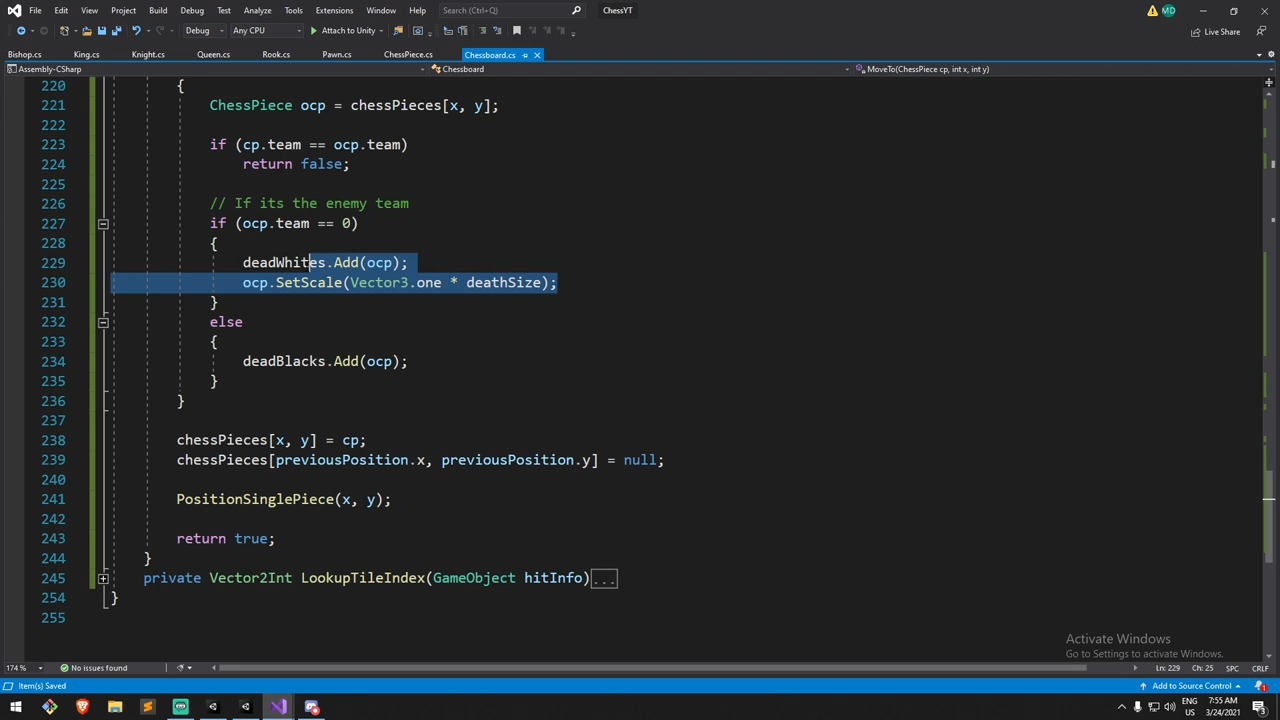 File Edit View Git Project Build Debug Test Analyze Tools Extensions Window Help Search (Ctrl+Q) ChessYT MD
Debug Any CPU Attach to Unity Live Share
Bishop.cs King.cs Knight.cs Queen.cs Rook.cs Pawn.cs ChessPiece.cs Chessboard.cs
Assembly-CSharp Chessboard MoveTo(ChessPiece cp, int x, int y)
220 {
221 ChessPiece ocp = chessPieces[x, y];
222
223 if (cp.team == ocp.team)
224 return false;
225
226 // If its the enemy team
227 if (ocp.team == 0)
228 {
229 deadWhites.Add(ocp);
230 ocp.SetScale(Vector3.one * deathSize);
231 }
232 else
233 {
234 deadBlacks.Add(ocp);
235 }
236 }
237
238 chessPieces[x, y] = cp;
239 chessPieces[previousPosition.x, previousPosition.y] = null;
240
241 PositionSinglePiece(x, y);
242
243 return true;
244 }
245 private Vector2Int LookupTileIndex(GameObject hitInfo)...
254 }
255
Activate Windows
Go to Settings to activate Windows.
174 % No issues found Ln: 229 Ch: 25 SPC CRLF
Item(s) Saved Add to Source Control 1
ENG 7:55 AM
US 3/24/2021 3